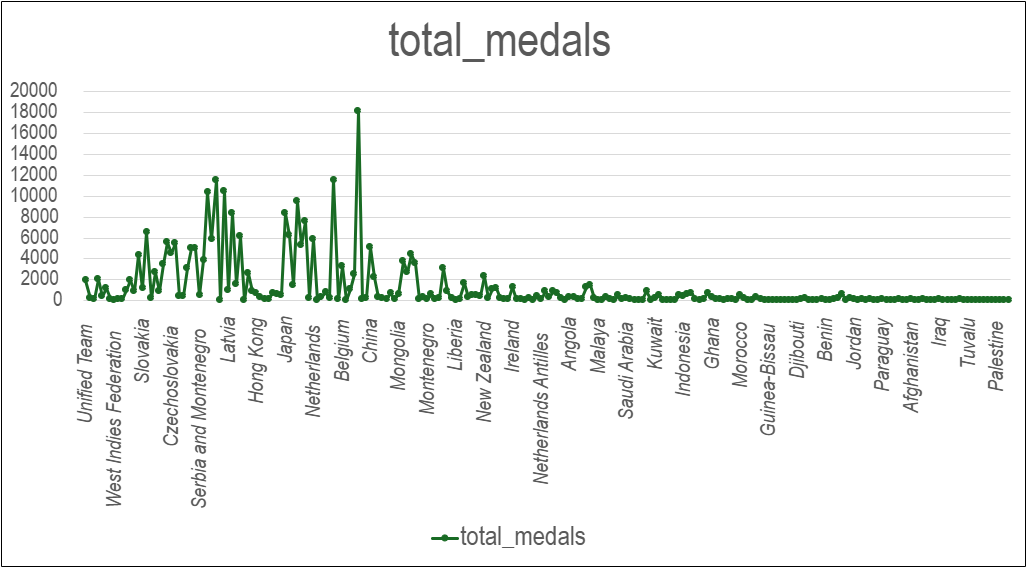 total_medals
20000
18000
16000
14000
12000
10000
8000
6000
4000
2000
0
Unified Team
West Indies Federation
Slovakia
Czechoslovakia
Serbia and Montenegro
Latvia
Hong Kong
Japan
Netherlands
Belgium
China
Mongolia
Montenegro
Liberia
New Zealand
Ireland
Netherlands Antilles
Angola
Malaya
Saudi Arabia
Kuwait
Indonesia
Ghana
Morocco
Guinea-Bissau
Djibouti
Benin
Jordan
Paraguay
Afghanistan
Iraq
Tuvalu
Palestine
total_medals